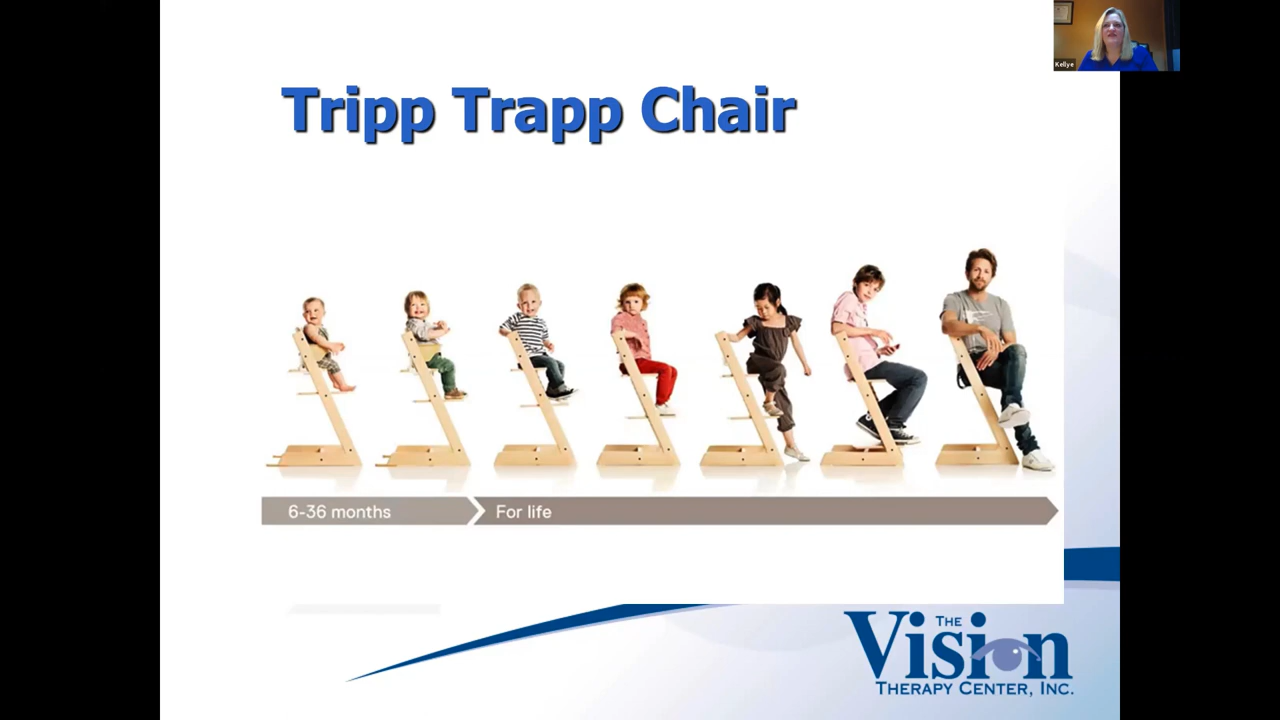 Kellye
Tripp Trapp Chair
6-36 months
For life
THE
Vision
THERAPY CENTER, INC.